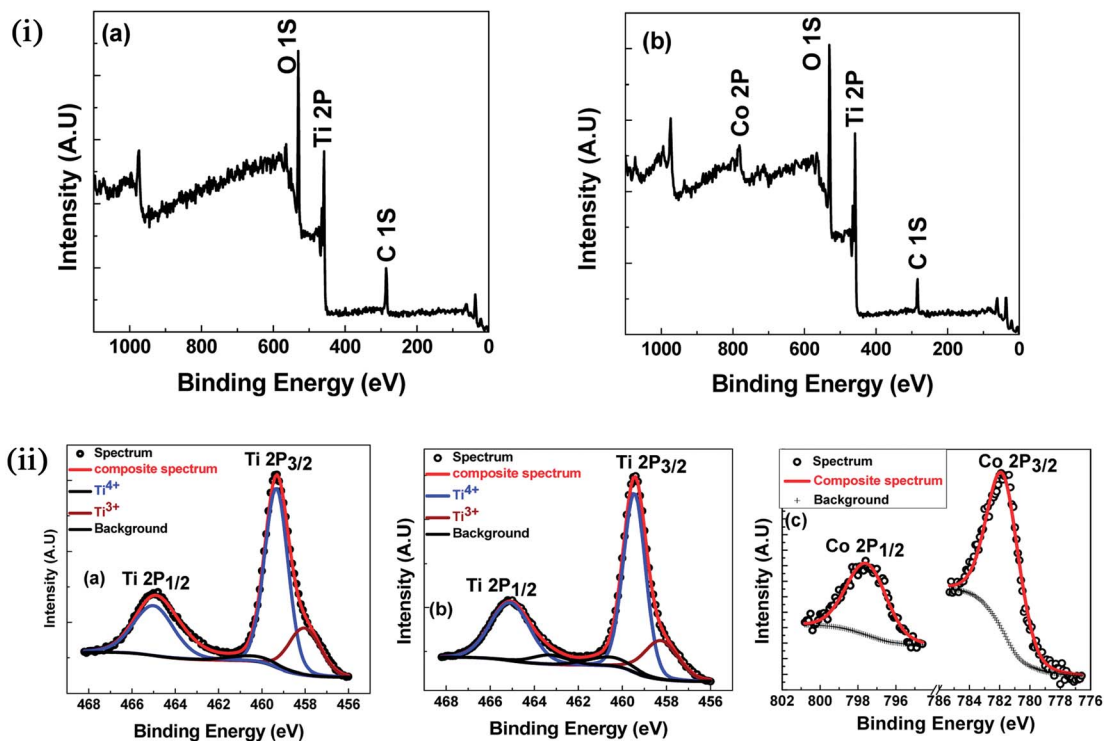 (i)
(a)
O 1S
Ti 2P
C 1S
Intensity (A.U)
1000 800 600 400 200 0
Binding Energy (eV)
(b)
O 1S
Co 2P
Ti 2P
C 1S
Intensity (A.U)
1000 800 600 400 200 0
Binding Energy (eV)
(ii)
Spectrum
composite spectrum
Ti4+
Ti3+
Background
Ti 2P3/2
(a)
Ti 2P1/2
Intensity (A.U)
468 466 464 462 460 458 456
Binding Energy (eV)
Spectrum
composite spectrum
Ti4+
Ti3+
Background
Ti 2P3/2
Ti 2P1/2
(b)
Intensity (A.U)
468 466 464 462 460 458 456
Binding Energy (eV)
Spectrum
Composite spectrum
Background
Co 2P3/2
(c)
Co 2P1/2
Intensity (A.U)
802 800 798 796 786 784 782 780 778 776
Binding Energy (eV)